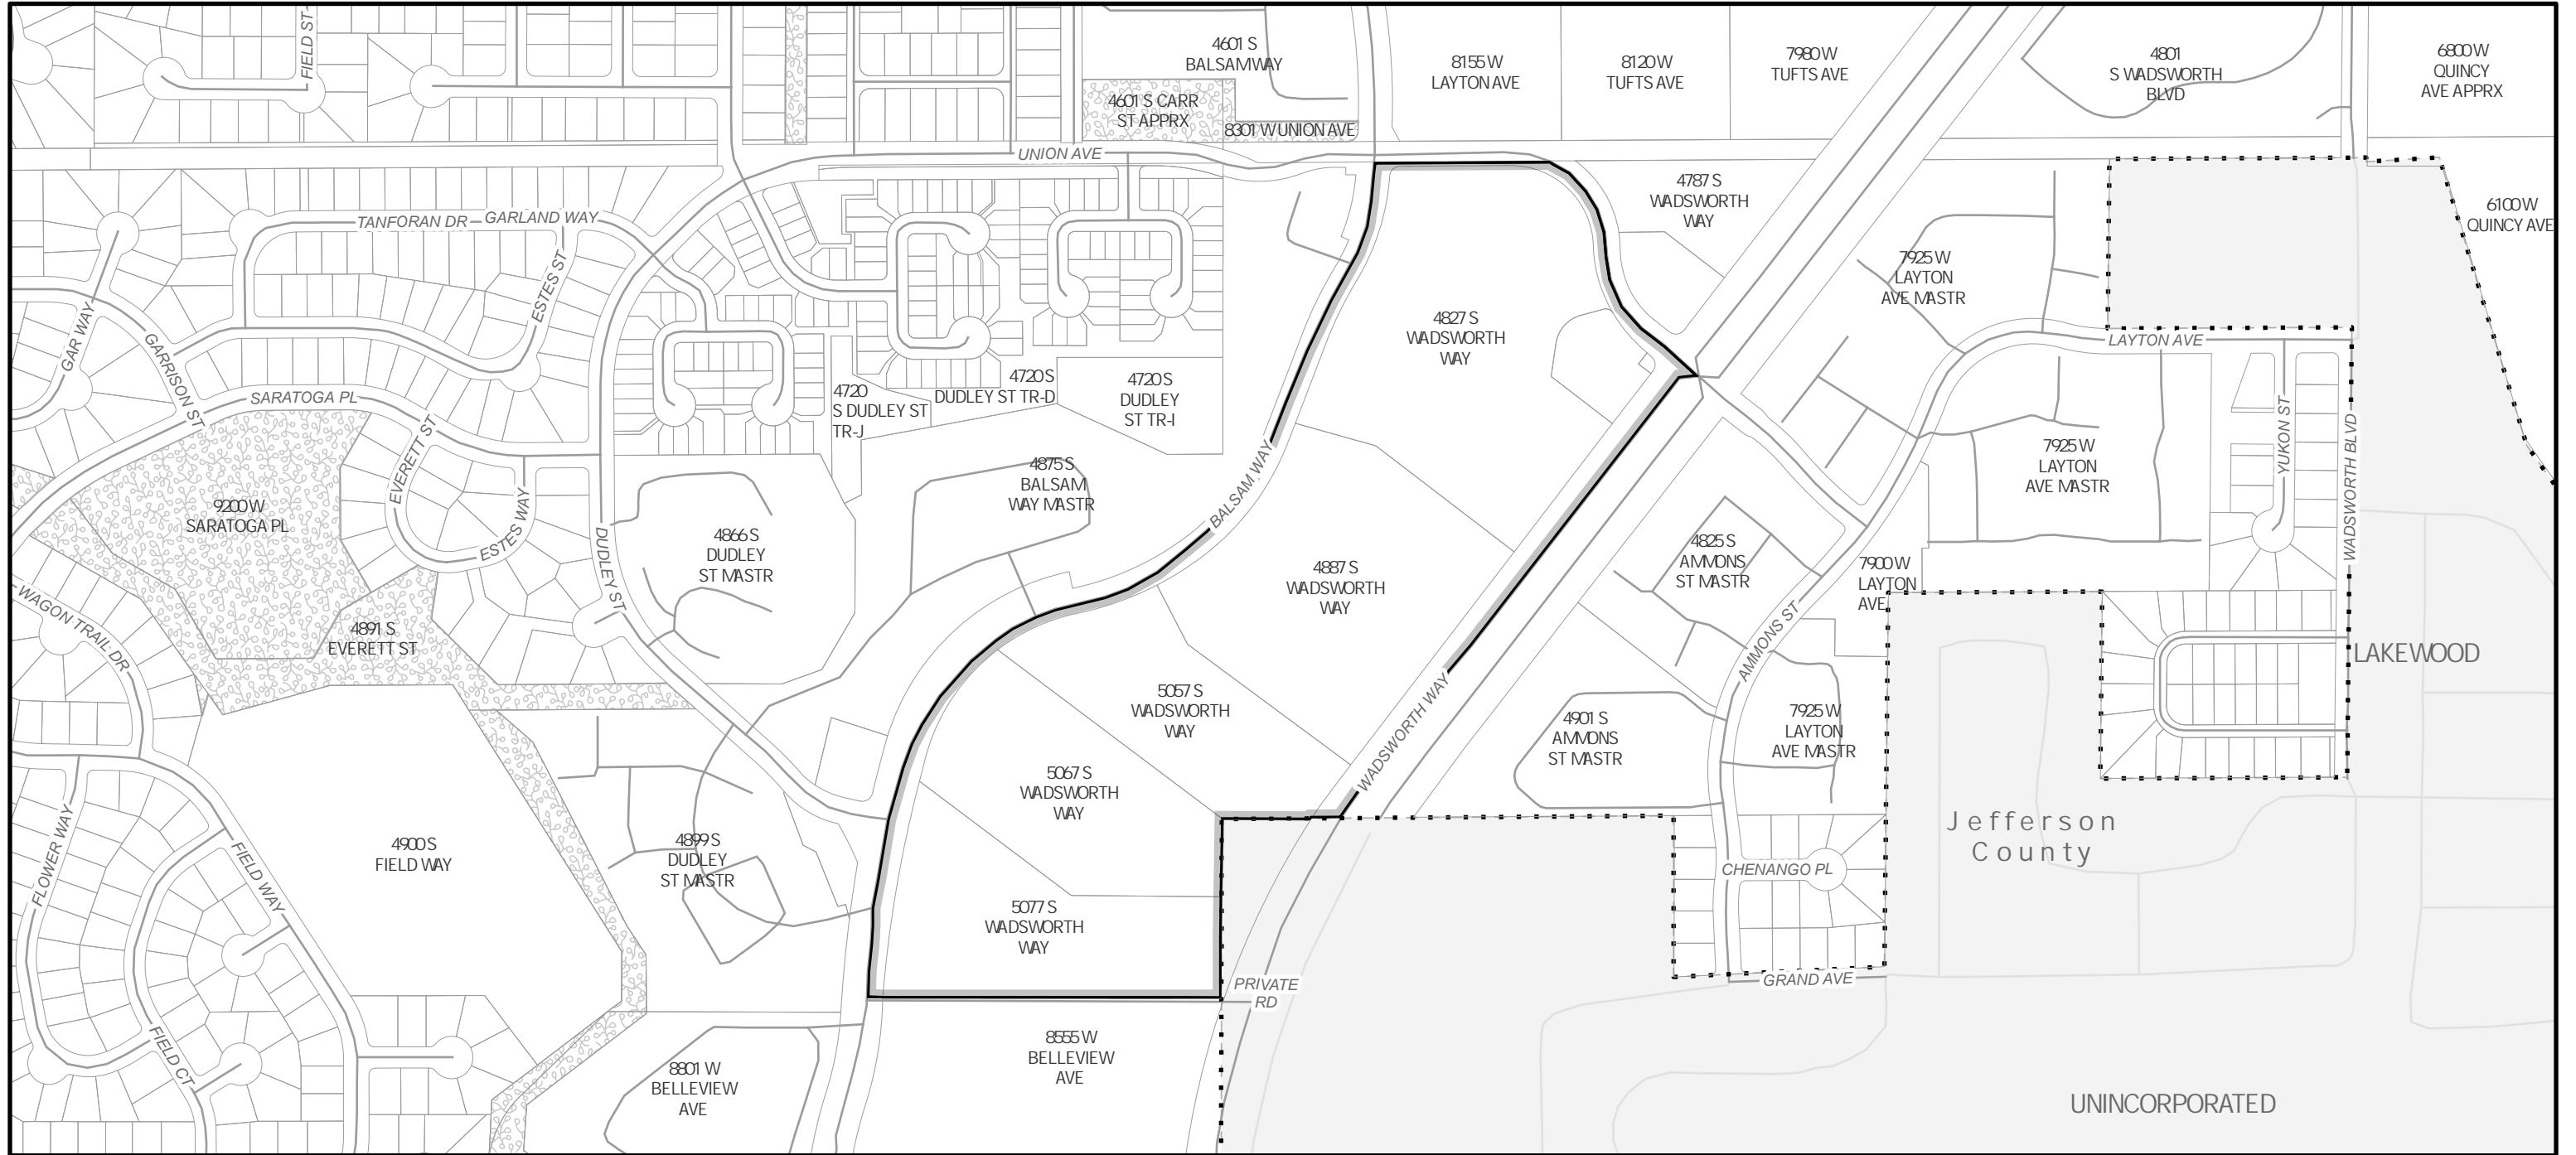 FIELD ST
4601 S
BALSAM WAY
8155 W
LAYTON AVE
8120 W
TUFTS AVE
7980 W
TUFTS AVE
4801
S WADSWORTH
BLVD
6800 W
QUINCY
AVE APPRX
4601 S CARR
ST APPRX
8301 W UNION AVE
UNION AVE
4787 S
WADSWORTH
WAY
6100 W
QUINCY AVE
TANFORAN DR
GARLAND WAY
ESTES ST
7925 W
LAYTON
AVE MASTR
GAR WAY
GARRISON ST
4827 S
WADSWORTH
WAY
LAYTON AVE
SARATOGA PL
4720
S DUDLEY ST
TR-J
4720 S
DUDLEY ST TR-D
4720 S
DUDLEY
ST TR-I
EVERETT ST
YUKON ST
WADSWORTH BLVD
7925 W
LAYTON
AVE MASTR
BALSAM WAY
4875 S
BALSAM
WAY MASTR
9200 W
SARATOGA PL
ESTES WAY
DUDLEY ST
4866 S
DUDLEY
ST MASTR
4825 S
AMMONS
ST MASTR
7900 W
LAYTON
AVE
4887 S
WADSWORTH
WAY
WAGON TRAIL DR
4891 S
EVERETT ST
AMMONS ST
LAKEWOOD
5057 S
WADSWORTH
WAY
WADSWORTH WAY
4901 S
AMMONS
ST MASTR
7925 W
LAYTON
AVE MASTR
5067 S
WADSWORTH
WAY
Jefferson
County
FLOWER WAY
4900 S
FIELD WAY
FIELD WAY
4899 S
DUDLEY
ST MASTR
CHENANGO PL
5077 S
WADSWORTH
WAY
PRIVATE
RD
GRAND AVE
FIELD CT
8801 W
BELLEVIEW
AVE
8555 W
BELLEVIEW
AVE
UNINCORPORATED